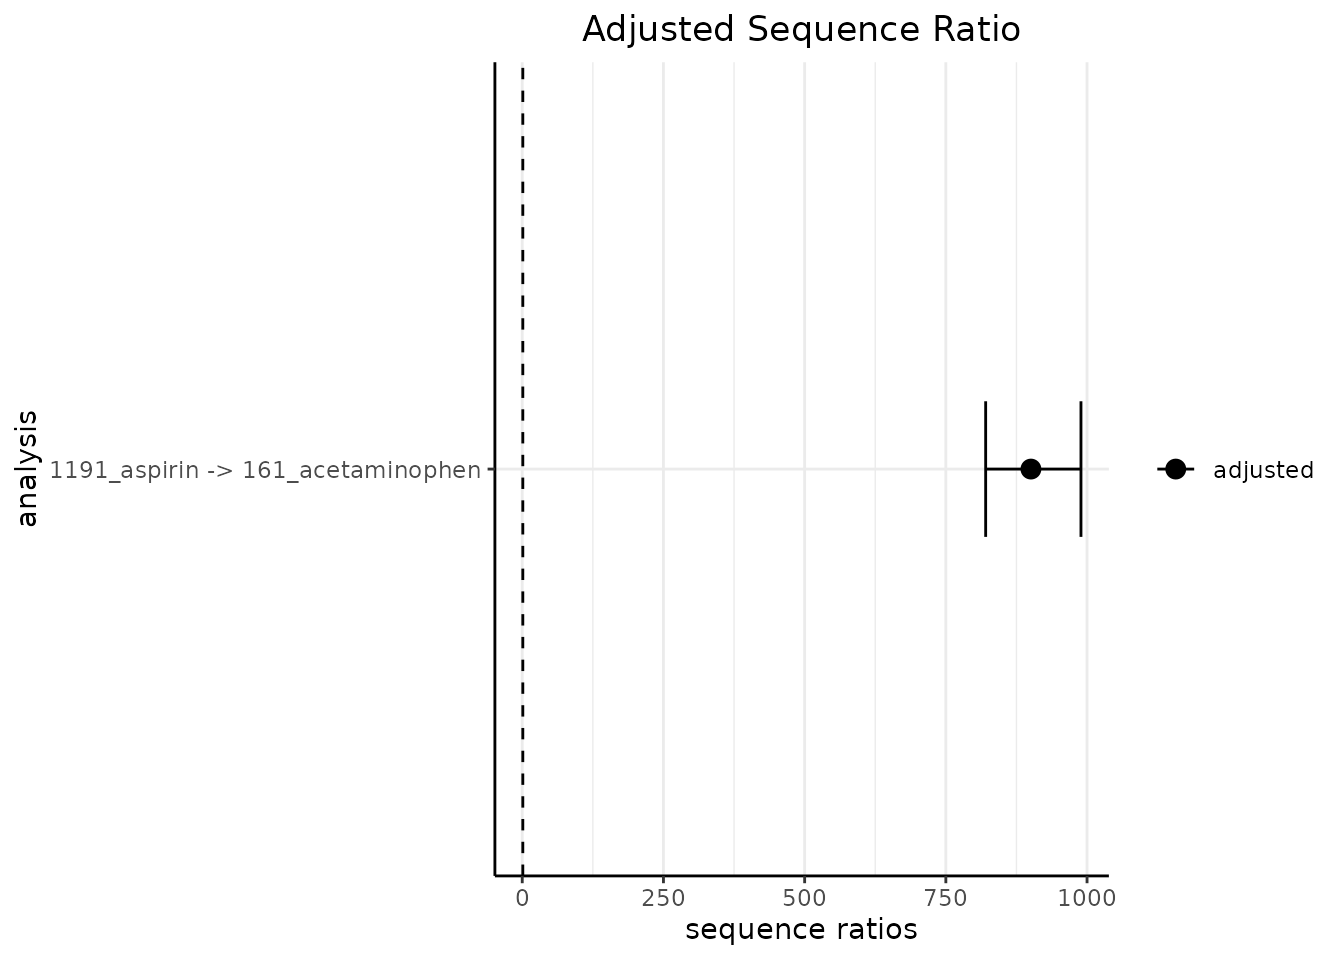 Adjusted Sequence Ratio
analysis
1191_aspirin -> 161_acetaminophen
adjusted
0 250 500 750 1000
sequence ratios